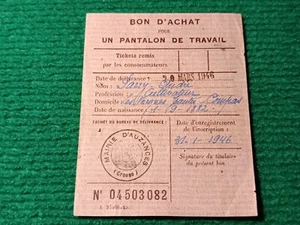 BON D'ACHAT
POUR
UN PANTALON DE TRAVAIL
Tickets remis
par les consommateurs
Date de délivrance : 30 MARS 1946
Nom :
Profession : Cultivateur
Domicile :
Date de naissance :
CACHET DU BUREAU DE DÉLIVRANCE :
Date d'enregistrement
de l'inscription :
31-1-1946
MAIRIE D'AUZANCES
(Creuse)
Signature du titulaire
du présent bon
N° 04503082